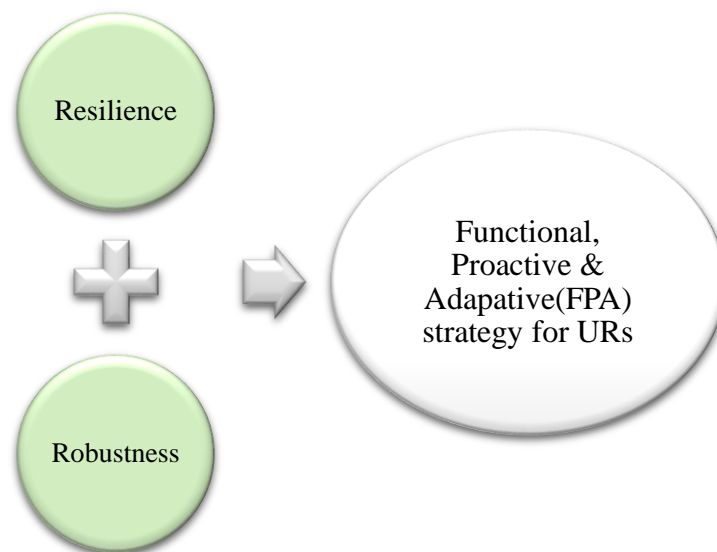 Resilience
Functional,
Proactive &
Adapative(FPA)
strategy for URs
Robustness